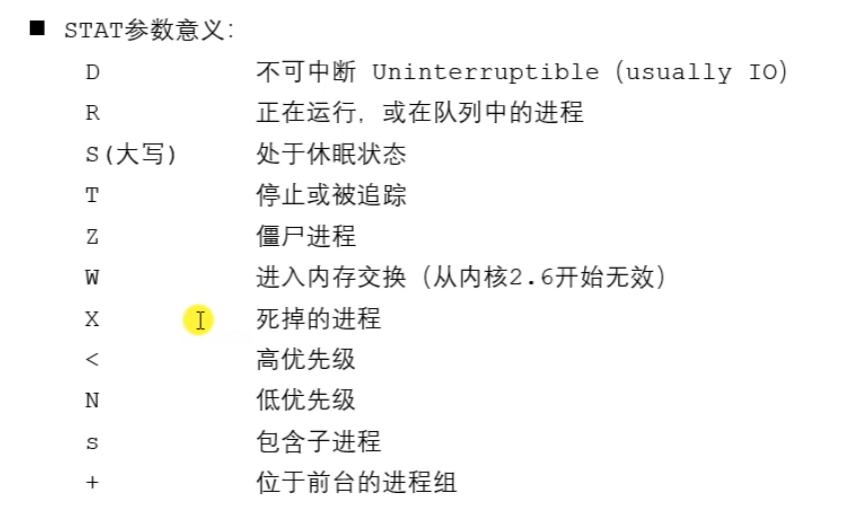 ■ STAT参数意义：
D 不可中断 Uninterruptible（usually IO）
R 正在运行，或在队列中的进程
S(大写) 处于休眠状态
T 停止或被追踪
Z 僵尸进程
W 进入内存交换（从内核2.6开始无效）
X 死掉的进程
< 高优先级
N 低优先级
s 包含子进程
+ 位于前台的进程组